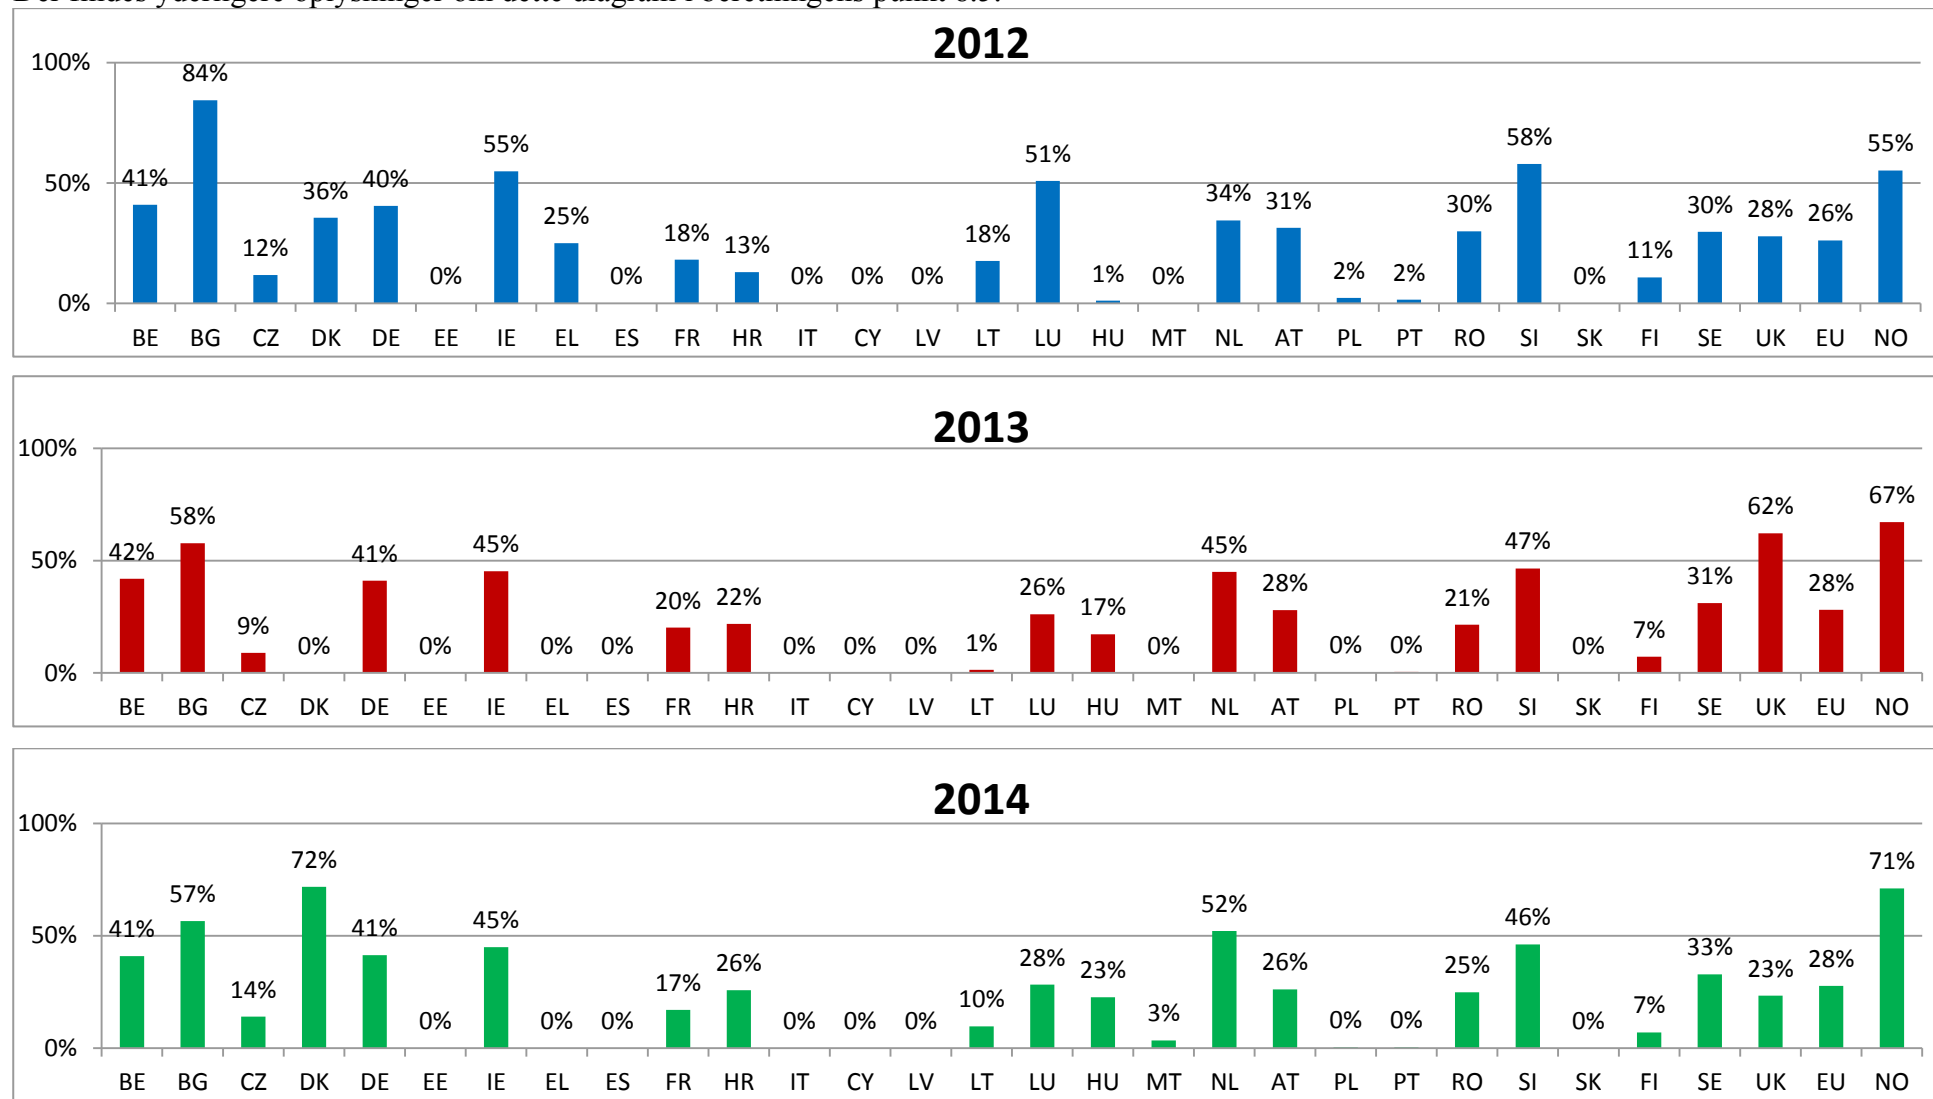 Der findes yderligere oplysninger om dette diagram i beretningens punkt
2012
100%
50%
0%
41% 84% 12% 36% 40% 0% 55% 25% 0% 18% 13% 0% 0% 0% 18% 51% 1% 0% 34% 31% 2% 2% 30% 58% 0% 11% 30% 28% 26% 55%
BE BG CZ DK DE EE IE EL ES FR HR IT CY LV LT LU HU MT NL AT PL PT RO SI SK FI SE UK EU NO
2013
100%
50%
0%
42% 58% 9% 0% 41% 0% 45% 0% 0% 20% 22% 0% 0% 0% 1% 26% 17% 0% 45% 28% 0% 0% 21% 47% 0% 7% 31% 62% 28% 67%
BE BG CZ DK DE EE IE EL ES FR HR IT CY LV LT LU HU MT NL AT PL PT RO SI SK FI SE UK EU NO
2014
100%
50%
0%
41% 57% 14% 72% 41% 0% 45% 0% 0% 17% 26% 0% 0% 0% 10% 28% 23% 3% 52% 26% 0% 0% 25% 46% 0% 7% 33% 23% 28% 71%
BE BG CZ DK DE EE IE EL ES FR HR IT CY LV LT LU HU MT NL AT PL PT RO SI SK FI SE UK EU NO